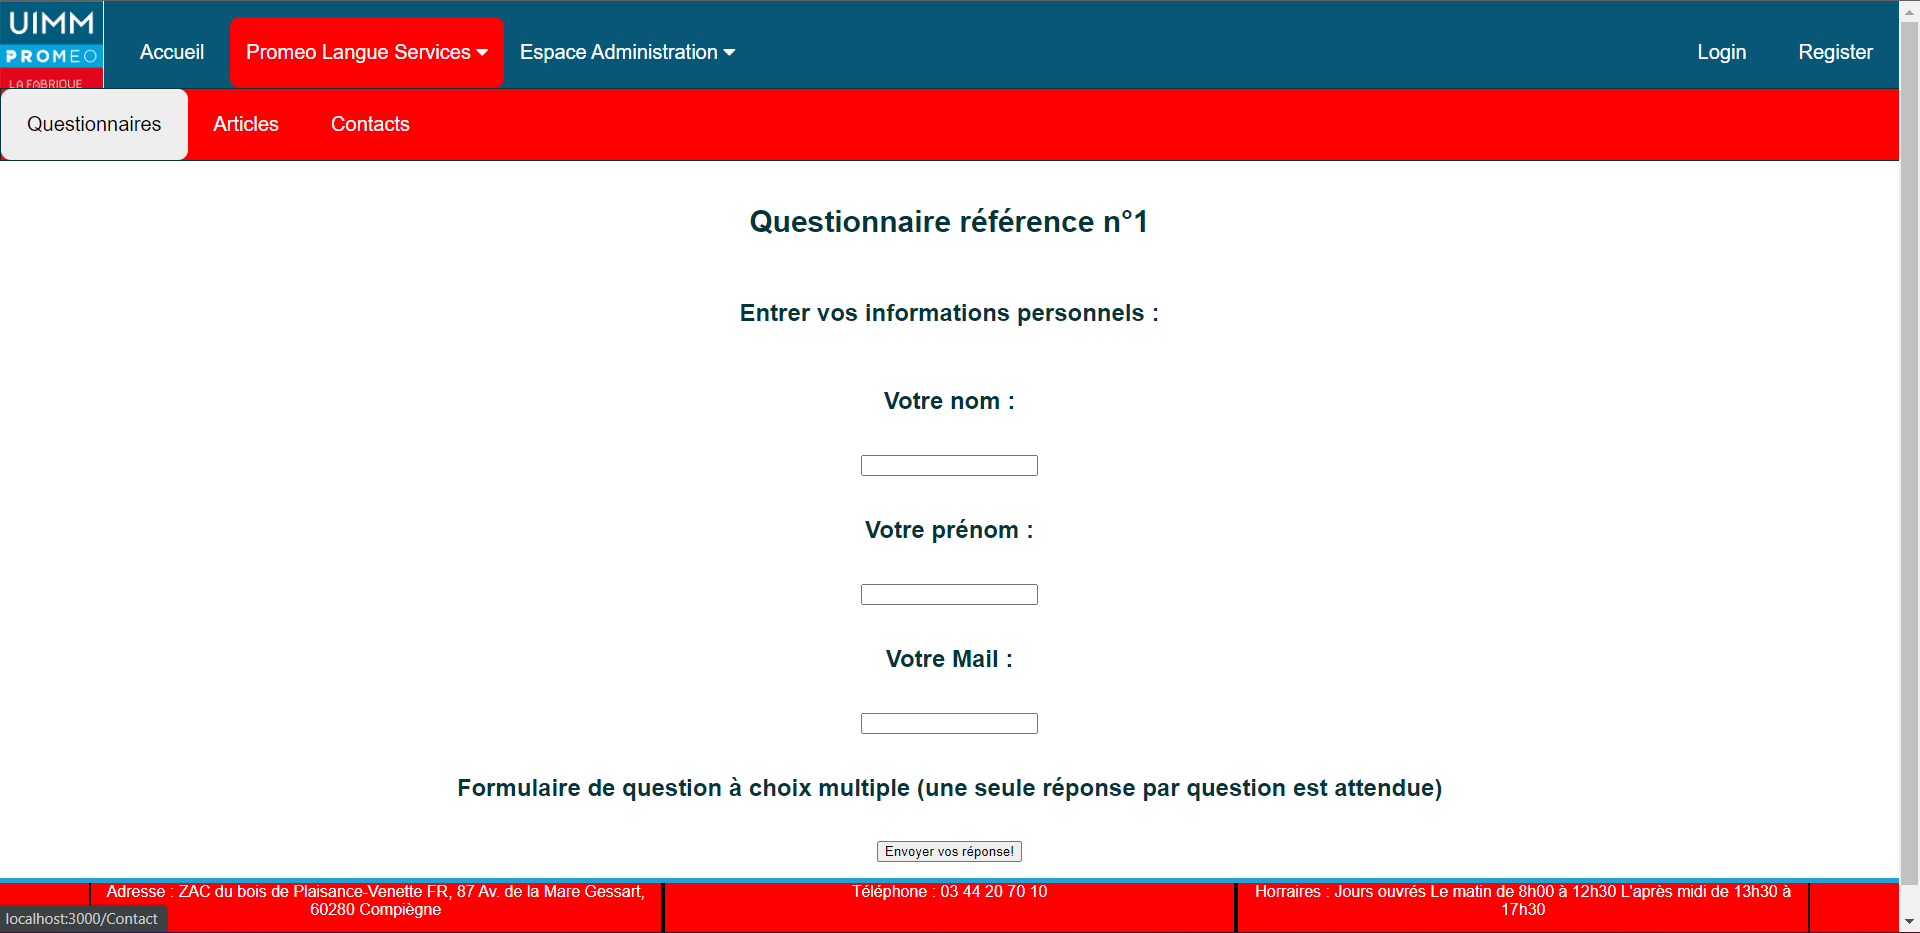 UIMM
PROMEO
LA FABRIQUE
Accueil
Promeo Langue Services
Espace Administration
Login
Register
Questionnaires
Articles
Contacts
Questionnaire référence n°1
Entrer vos informations personnels :
Votre nom :
Votre prénom :
Votre Mail :
Formulaire de question à choix multiple (une seule réponse par question est attendue)
Envoyer vos réponse!
Adresse : ZAC du bois de Plaisance-Venette FR, 87 Av. de la Mare Gessart,
60280 Compiègne
Téléphone : 03 44 20 70 10
Horraires : Jours ouvrés Le matin de 8h00 à 12h30 L'après midi de 13h30 à
17h30
localhost:3000/Contact